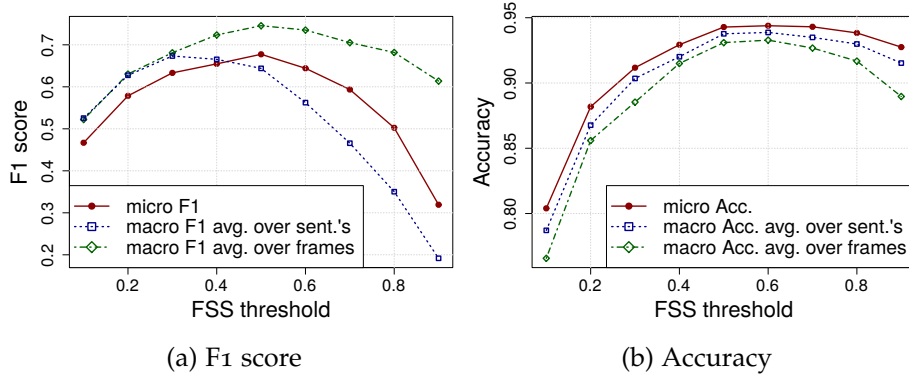 F1 score
0.2 0.3 0.4 0.5 0.6 0.7
micro F1
macro F1 avg. over sent.'s
macro F1 avg. over frames
0.2 0.4 0.6 0.8
FSS threshold
(a) F1 score
Accuracy
0.80 0.85 0.90 0.95
micro Acc.
macro Acc. avg. over sent.'s
macro Acc. avg. over frames
0.2 0.4 0.6 0.8
FSS threshold
(b) Accuracy